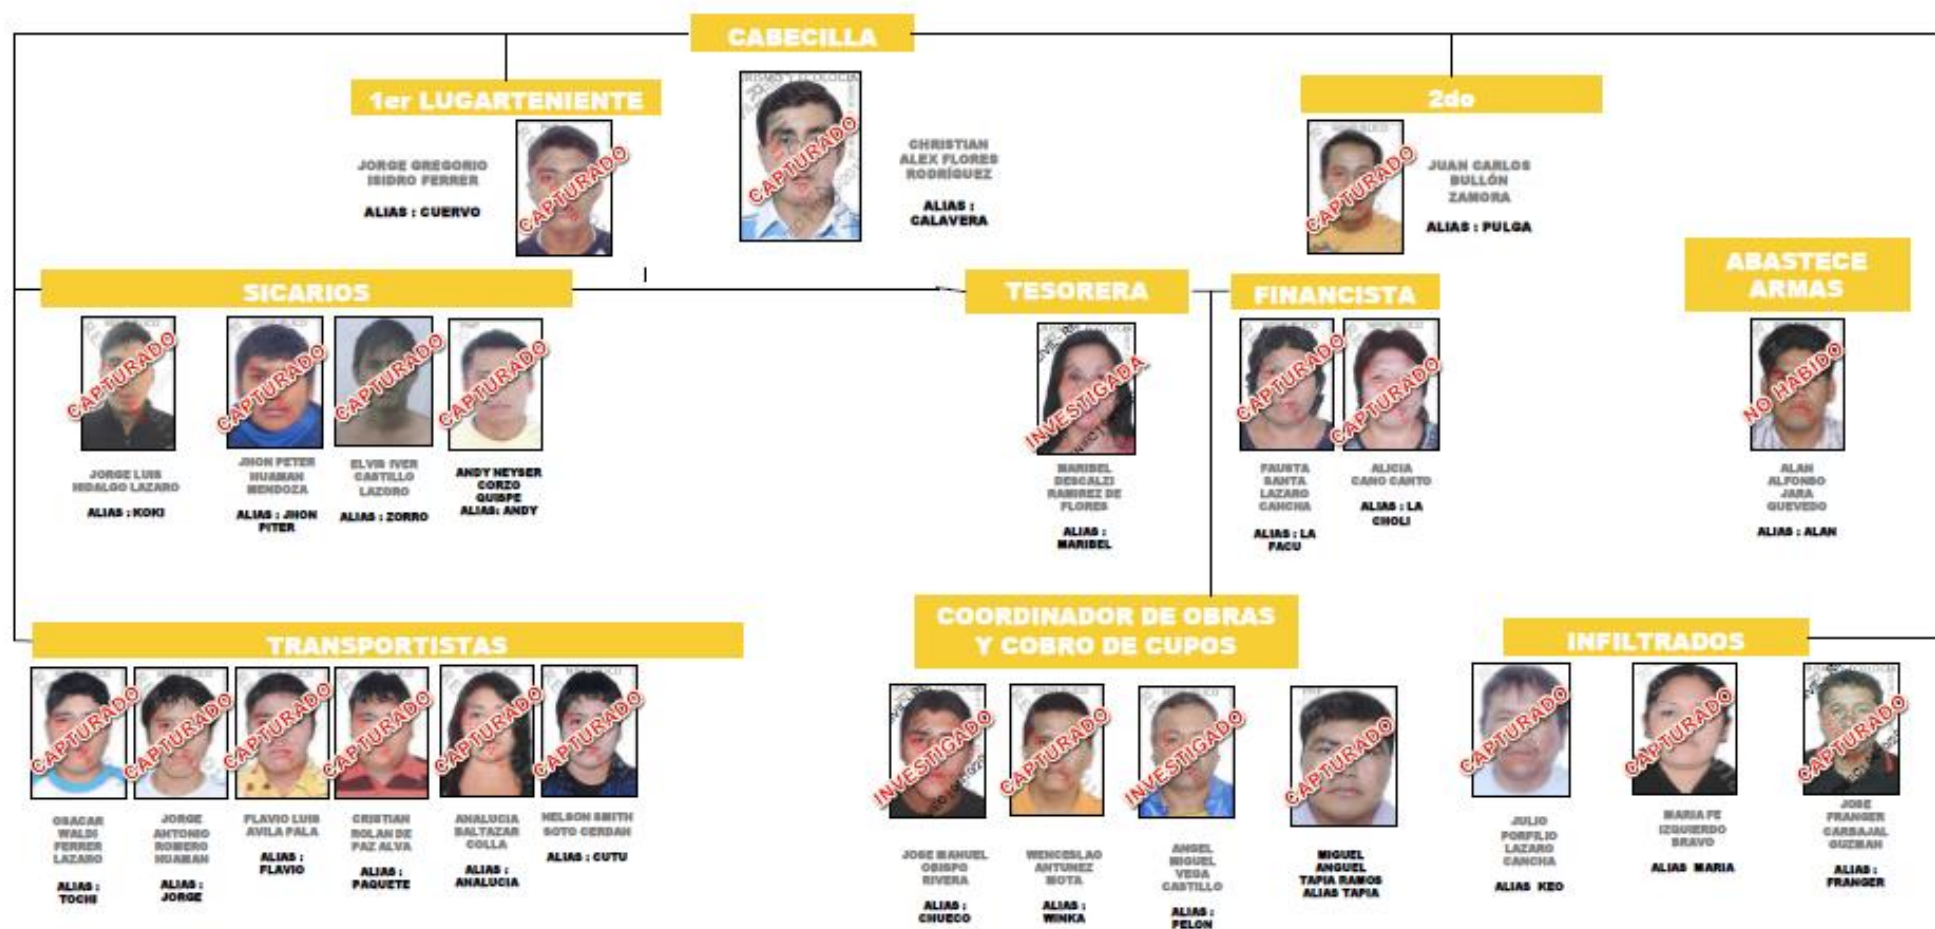 CABECILLA
1er LUGARTENIENTE
2do
CAPTURADO
JORGE GREGORIO
ISIDRO FERRER
ALIAS : CUERVO
CAPTURADO
CHRISTIAN
ALEX FLORES
RODRÍGUEZ
ALIAS :
CALAVERA
CAPTURADO
JUAN CARLOS
BULLÓN
ZAMORA
ALIAS : PULGA
CAPTURADO
SICARIOS
TESORERA
FINANCISTA
ABASTECE
ARMAS
CAPTURADO
JORGE LUIS
HIDALGO LAZARO
ALIAS : KOKI
CAPTURADO
JHON PETER
HUAMAN
MENDOZA
ALIAS : JHON
PITER
CAPTURADO
ELVIS IVER
CASTILLO
LAZORO
ALIAS : ZORRO
CAPTURADO
ANDY NEYSER
CORZO
QUISPE
ALIAS: ANDY
INVESTIGADA
MARIBEL
DESCALZI
RAMIREZ DE
FLORES
ALIAS :
MARIBEL
CAPTURADO
FAUSTA
SANTA
LAZARO
CANCHA
ALIAS : LA
FACU
CAPTURADO
ALICIA
CANO CANTO
ALIAS : LA
CHOLI
NO HABIDO
ALAN
ALFONSO
JARA
QUEVEDO
ALIAS : ALAN
TRANSPORTISTAS
COORDINADOR DE OBRAS
Y COBRO DE CUPOS
INFILTRADOS
CAPTURADO
OSACAR
WALDI
FERRER
LAZARO
ALIAS :
TOCHI
CAPTURADO
JORGE
ANTONIO
ROMERO
HUAMAN
ALIAS :
JORGE
CAPTURADO
FLAVIO LUIS
AVILA PALA
ALIAS :
FLAVIO
CAPTURADO
CRISTIAN
ROLAN DE
PAZ ALVA
ALIAS :
PAQUETE
CAPTURADO
ANALUCIA
BALTAZAR
COLLA
ALIAS :
ANALUCIA
CAPTURADO
NELSON SMITH
SOTO CERDAN
ALIAS : CUTU
INVESTIGADO
JOSE MANUEL
OBISPO
RIVERA
ALIAS :
CHUECO
CAPTURADO
WENCESLAO
ANTUNEZ
MOTA
ALIAS :
WINKA
INVESTIGADO
ANGEL
MIGUEL
VEGA
CASTILLO
ALIAS :
PELON
CAPTURADO
MIGUEL
ANGUEL
TAPIA RAMOS
ALIAS TAPIA
CAPTURADO
JULIO
PORFILIO
LAZARO
CANCHA
ALIAS KEO
CAPTURADO
MARIA FE
IZQUIERDO
BRAVO
ALIAS MARIA
CAPTURADO
JOSE
FRANGER
CARBAJAL
GUZMAN
ALIAS :
FRANGER